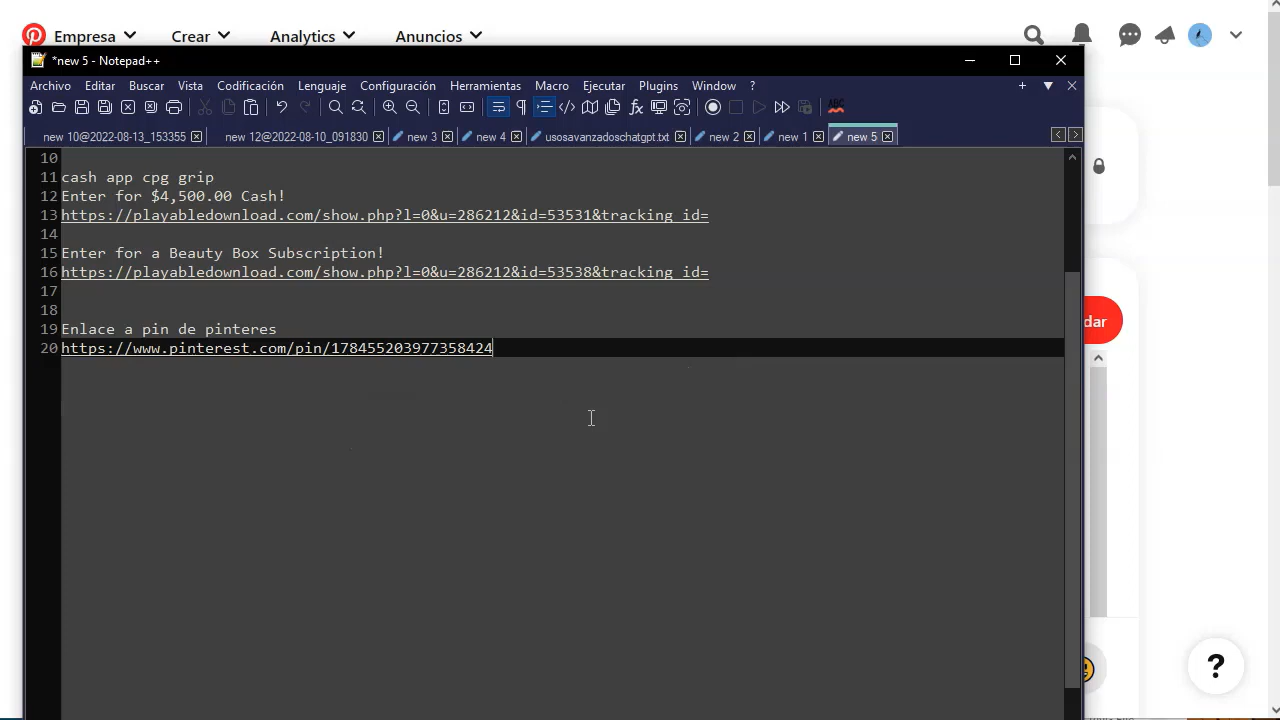 Empresa Crear Analytics Anuncios
*new 5 - Notepad++
Archivo Editar Buscar Vista Codificación Lenguaje Configuración Herramientas Macro Ejecutar Plugins Window ?
ABC
new 10@2022-08-13_153355 new 12@2022-08-10_091830 new 3 new 4 usosavanzadoschatgpt.txt new 2 new 1 new 5
10
11 cash app cpg grip
12 Enter for $4,500.00 Cash!
13 https://playabledownload.com/show.php?l=0&u=286212&id=53531&tracking_id=
14
15 Enter for a Beauty Box Subscription!
16 https://playabledownload.com/show.php?l=0&u=286212&id=53538&tracking_id=
17
18
19 Enlace a pin de pinteres
20 https://www.pinterest.com/pin/178455203977358424
dar
?